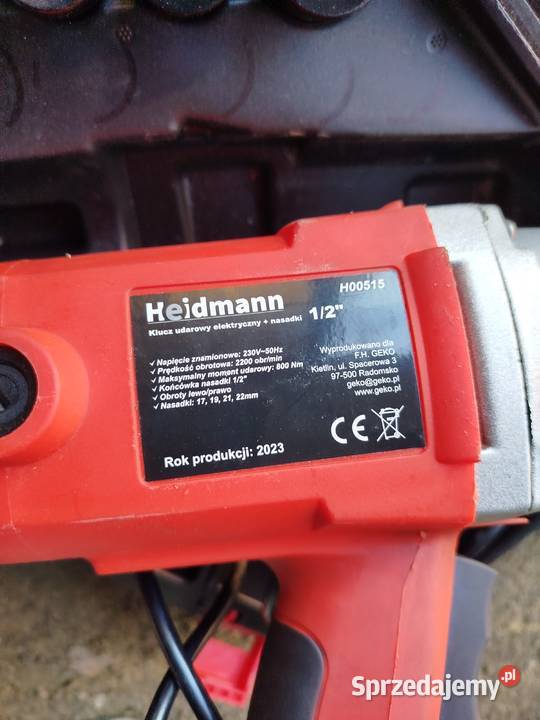 Heidmann
H00515
Klucz udarowy elektryczny + nasadki 1/2"
• Napięcie znamionowe: 230V~50Hz
• Prędkość obrotowa: 2200 obr/min
• Maksymalny moment udarowy: 800 Nm
• Końcówka nasadki 1/2"
• Obroty lewo/prawo
• Nasadki: 17, 19, 21, 22mm
Wyprodukowano dla
F.H. GEKO
Kietlin, ul. Spacerowa 3
97-500 Radomsko
geko@geko.pl
www.geko.pl
Rok produkcji: 2023
CE
Sprzedajemy.pl